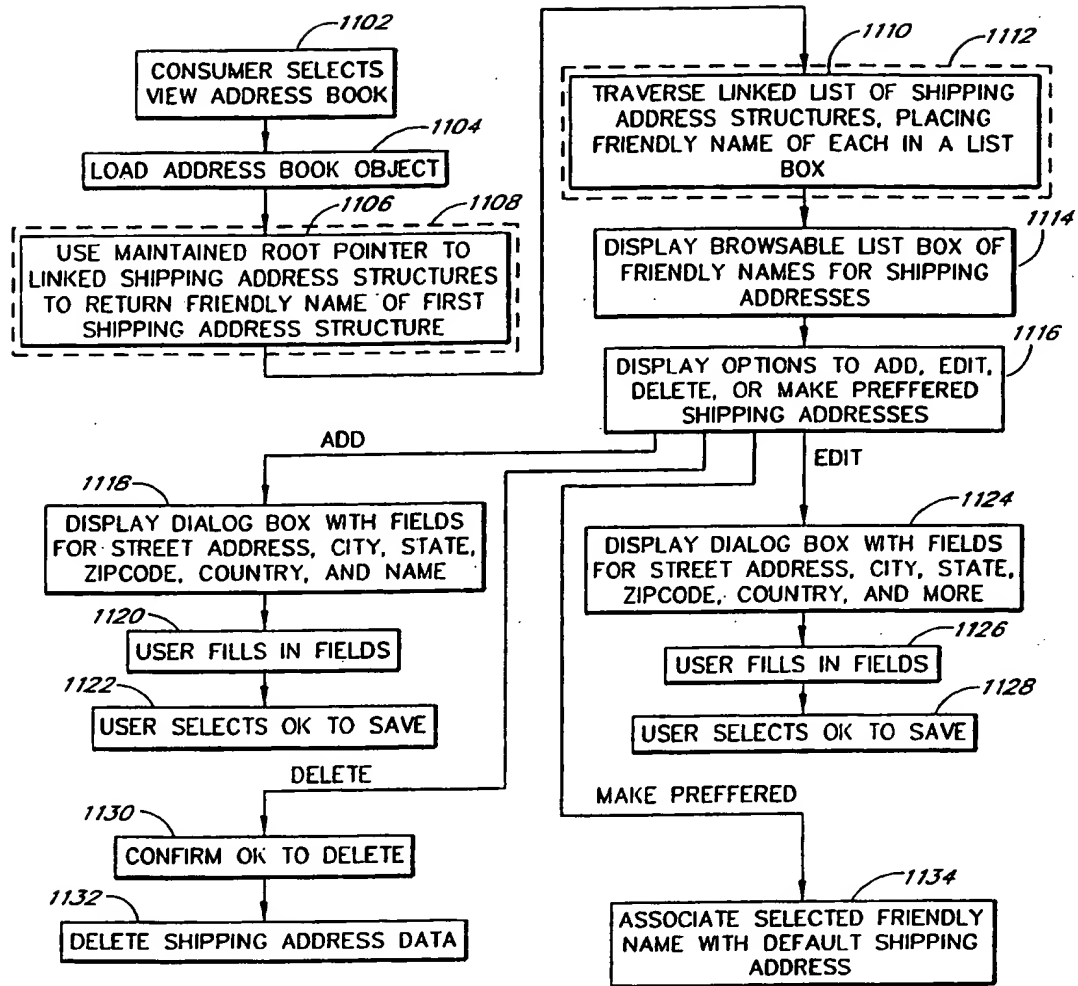 1102
CONSUMER SELECTS
VIEW ADDRESS BOOK
1104
LOAD ADDRESS BOOK OBJECT
1106
1108
USE MAINTAINED ROOT POINTER TO
LINKED SHIPPING ADDRESS STRUCTURES
TO RETURN FRIENDLY NAME OF FIRST
SHIPPING ADDRESS STRUCTURE
1110
1112
TRAVERSE LINKED LIST OF SHIPPING
ADDRESS STRUCTURES, PLACING
FRIENDLY NAME OF EACH IN A LIST
BOX
1114
DISPLAY BROWSABLE LIST BOX OF
FRIENDLY NAMES FOR SHIPPING
ADDRESSES
1116
DISPLAY OPTIONS TO ADD, EDIT,
DELETE, OR MAKE PREFFERED
SHIPPING ADDRESSES
ADD
1118
DISPLAY DIALOG BOX WITH FIELDS
FOR STREET ADDRESS, CITY, STATE,
ZIPCODE, COUNTRY, AND NAME
1120
USER FILLS IN FIELDS
1122
USER SELECTS OK TO SAVE
EDIT
1124
DISPLAY DIALOG BOX WITH FIELDS
FOR STREET ADDRESS, CITY, STATE,
ZIPCODE, COUNTRY, AND MORE
1126
USER FILLS IN FIELDS
1128
USER SELECTS OK TO SAVE
DELETE
1130
CONFIRM OK TO DELETE
1132
DELETE SHIPPING ADDRESS DATA
MAKE PREFFERED
1134
ASSOCIATE SELECTED FRIENDLY
NAME WITH DEFAULT SHIPPING
ADDRESS